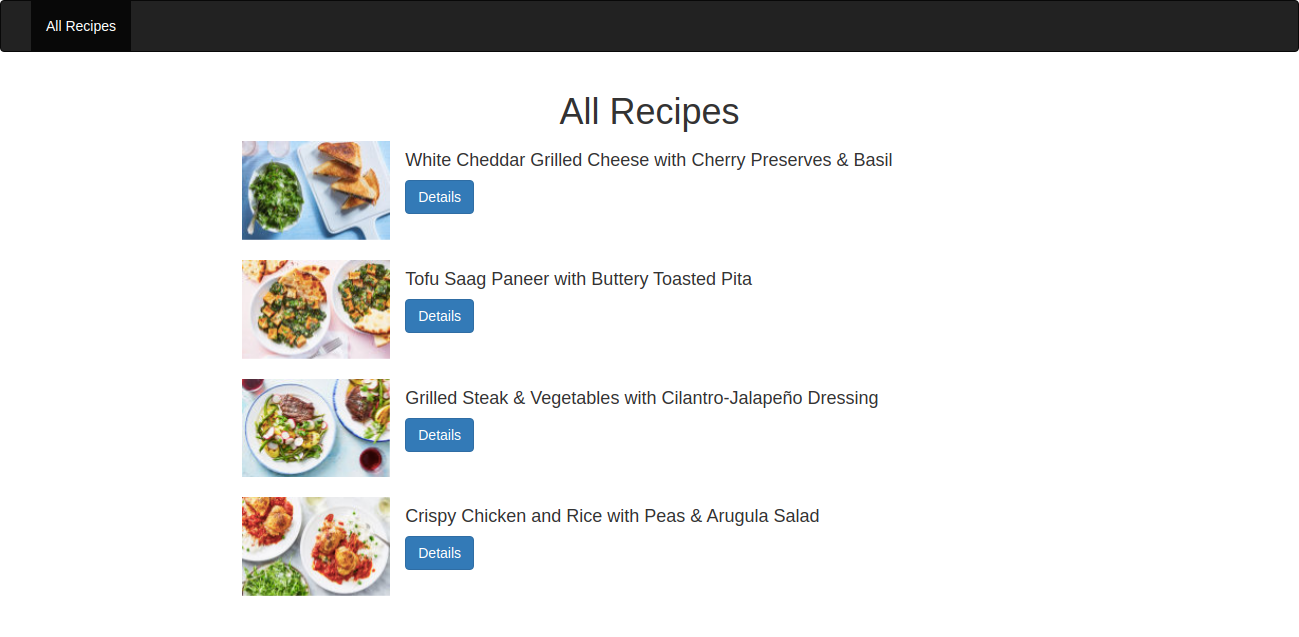 All Recipes
All Recipes
White Cheddar Grilled Cheese with Cherry Preserves & Basil
Details
Tofu Saag Paneer with Buttery Toasted Pita
Details
Grilled Steak & Vegetables with Cilantro-Jalapeño Dressing
Details
Crispy Chicken and Rice with Peas & Arugula Salad
Details